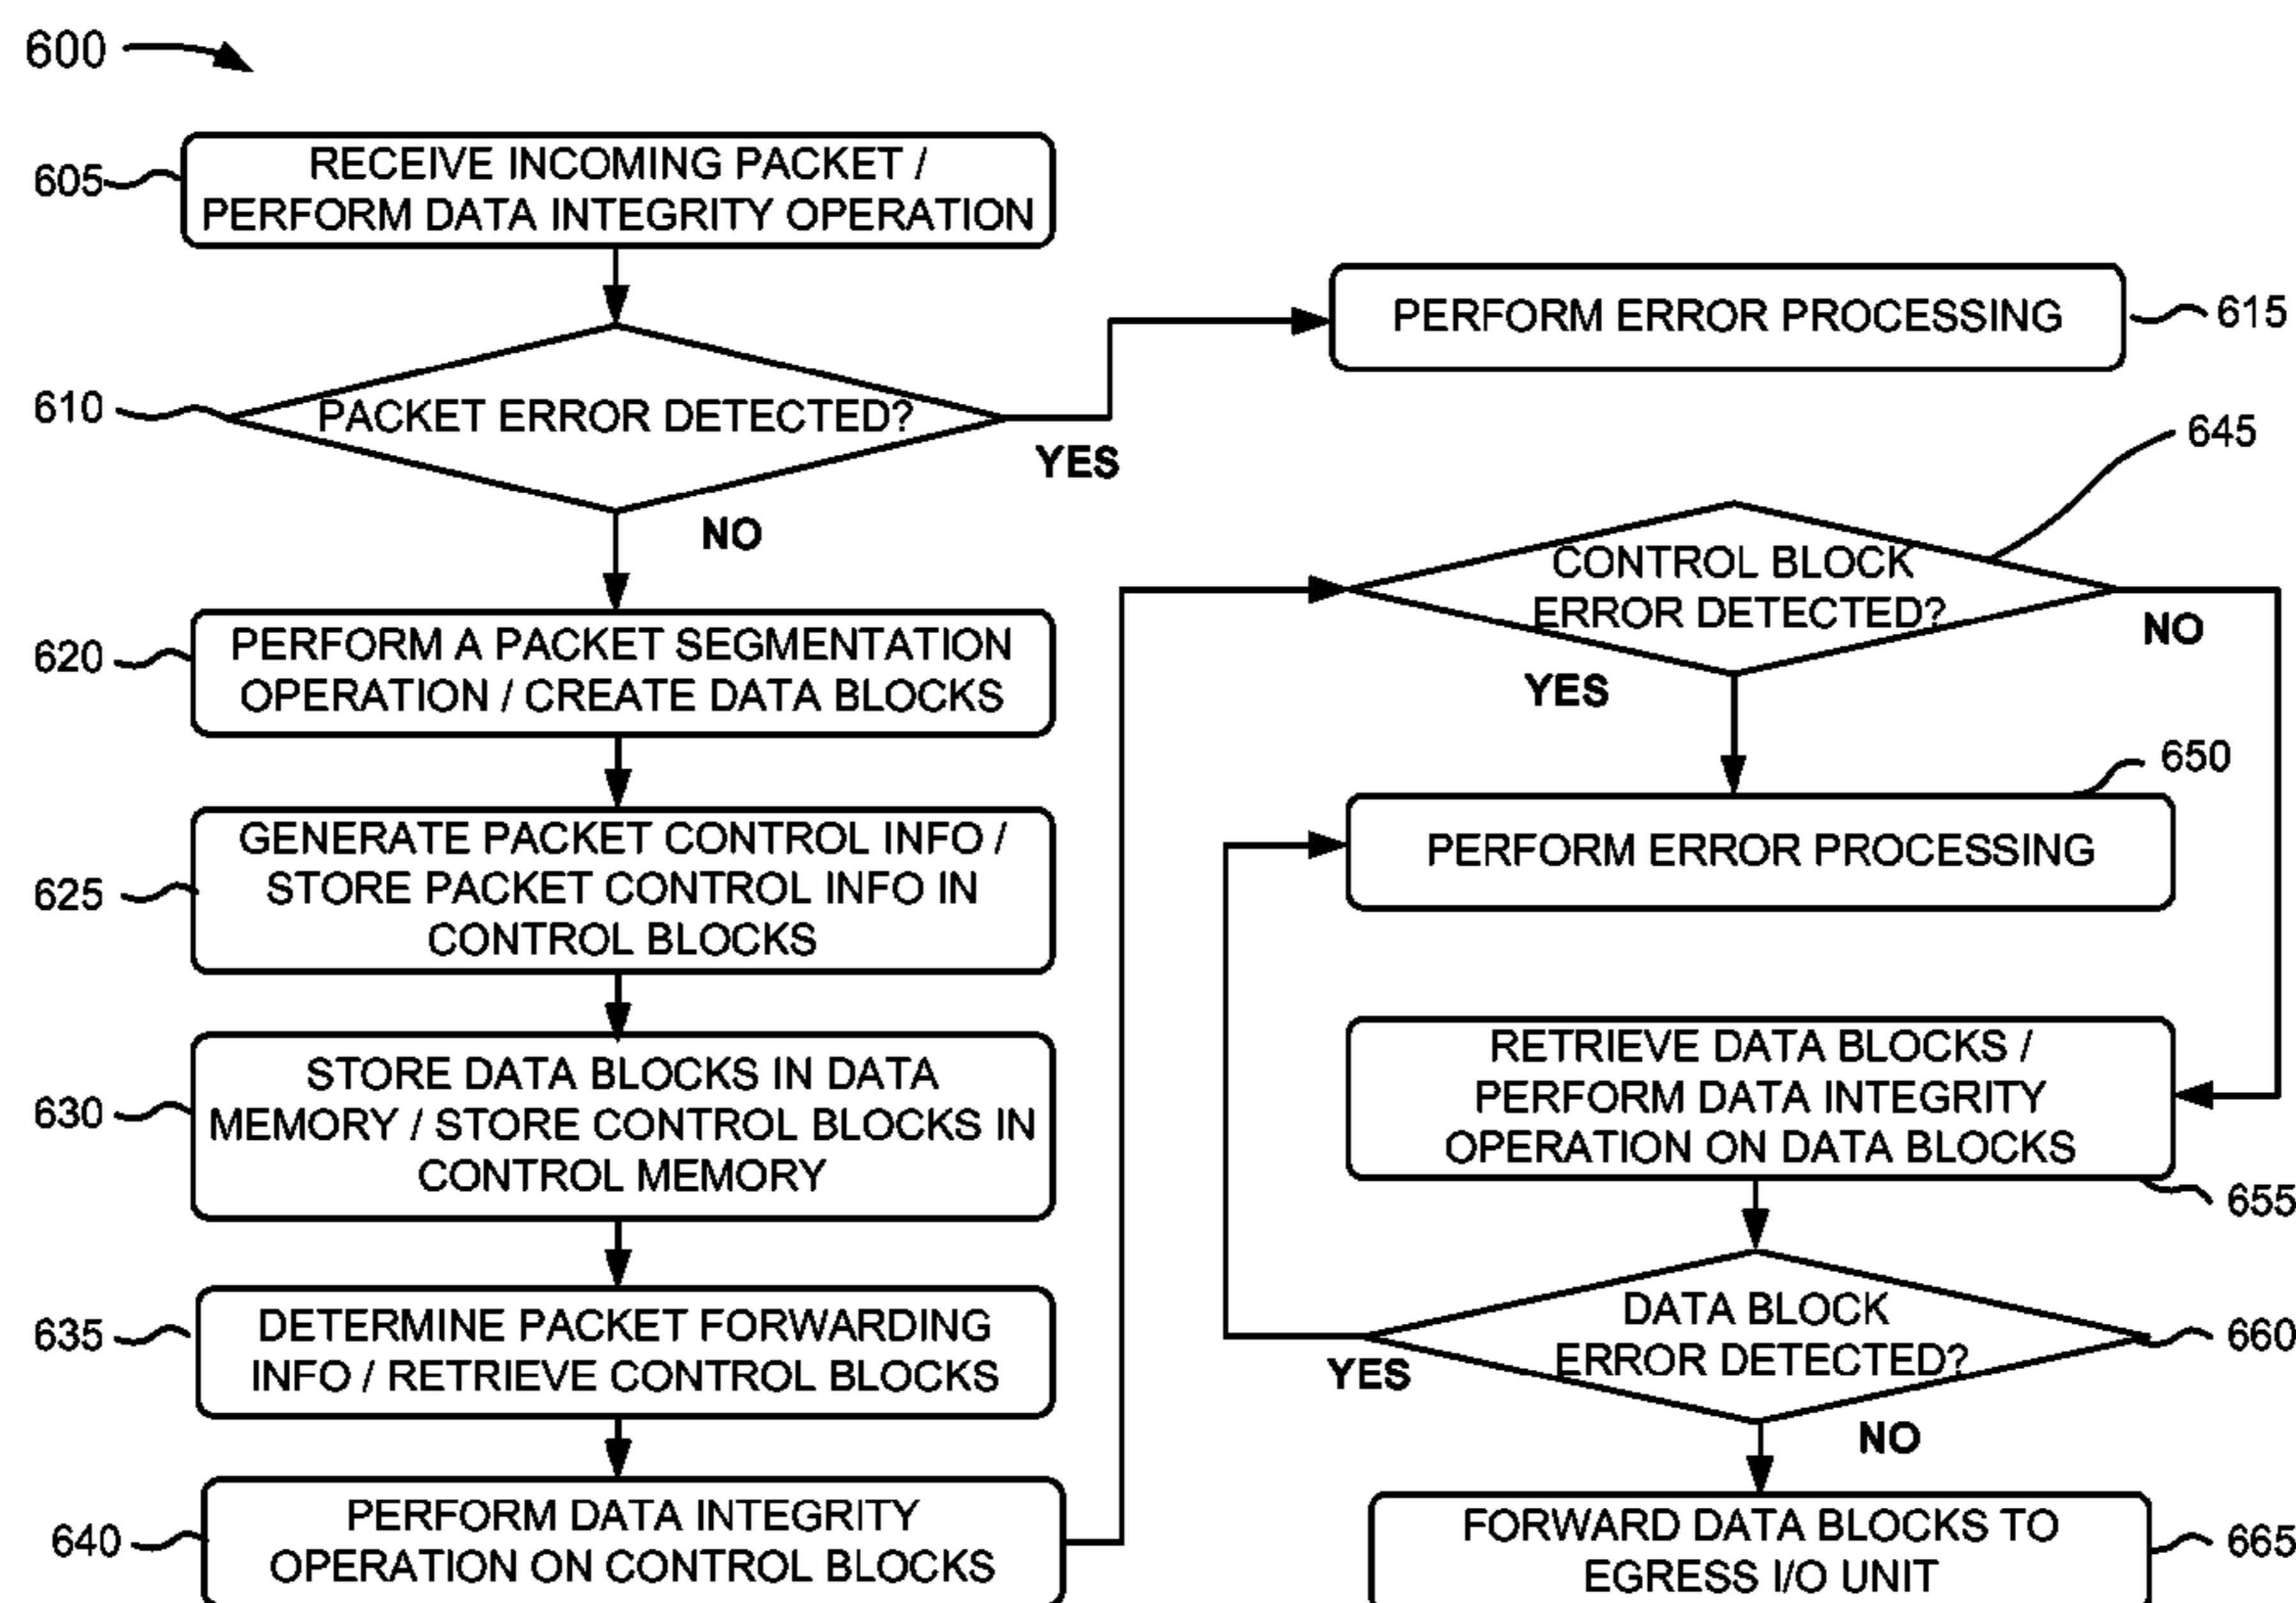 600
605
RECEIVE INCOMING PACKET /
PERFORM DATA INTEGRITY OPERATION
610
PACKET ERROR DETECTED?
YES
NO
PERFORM ERROR PROCESSING
615
620
PERFORM A PACKET SEGMENTATION
OPERATION / CREATE DATA BLOCKS
625
GENERATE PACKET CONTROL INFO /
STORE PACKET CONTROL INFO IN
CONTROL BLOCKS
630
STORE DATA BLOCKS IN DATA
MEMORY / STORE CONTROL BLOCKS IN
CONTROL MEMORY
635
DETERMINE PACKET FORWARDING
INFO / RETRIEVE CONTROL BLOCKS
640
PERFORM DATA INTEGRITY
OPERATION ON CONTROL BLOCKS
645
CONTROL BLOCK
ERROR DETECTED?
NO
YES
650
PERFORM ERROR PROCESSING
RETRIEVE DATA BLOCKS /
PERFORM DATA INTEGRITY
OPERATION ON DATA BLOCKS
655
DATA BLOCK
ERROR DETECTED?
660
YES
NO
FORWARD DATA BLOCKS TO
EGRESS I/O UNIT
665